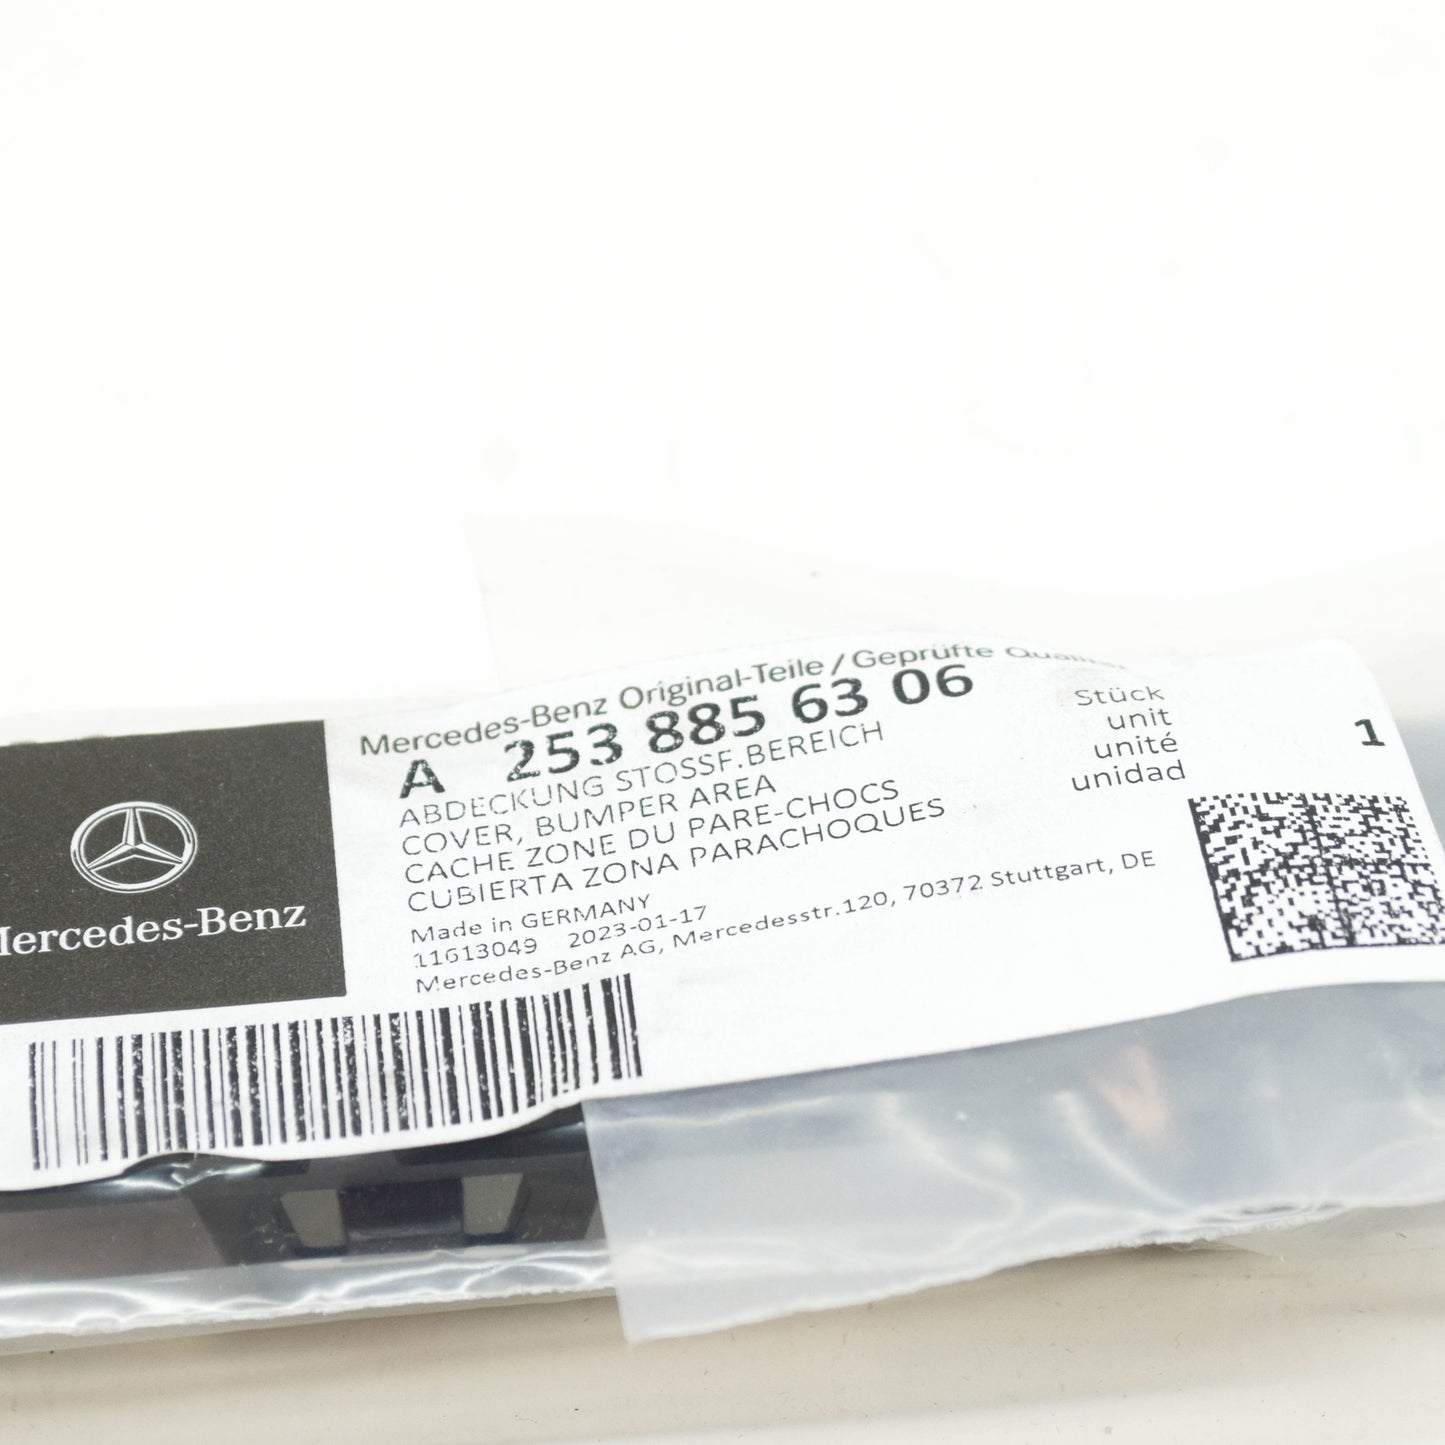 Mercedes-Benz
Mercedes-Benz Original-Teile / Geprüfte
A 253 885 63 06
ABDECKUNG STOSSF.BEREICH
COVER, BUMPER AREA
CACHE ZONE DU PARE-CHOCS
CUBIERTA ZONA PARACHOQUES
Made in GERMANY
11613049 2023-01-17
Mercedes-Benz AG, Mercedesstr.120, 70372 Stuttgart, DE
Stück
unit
unité
unidad
1